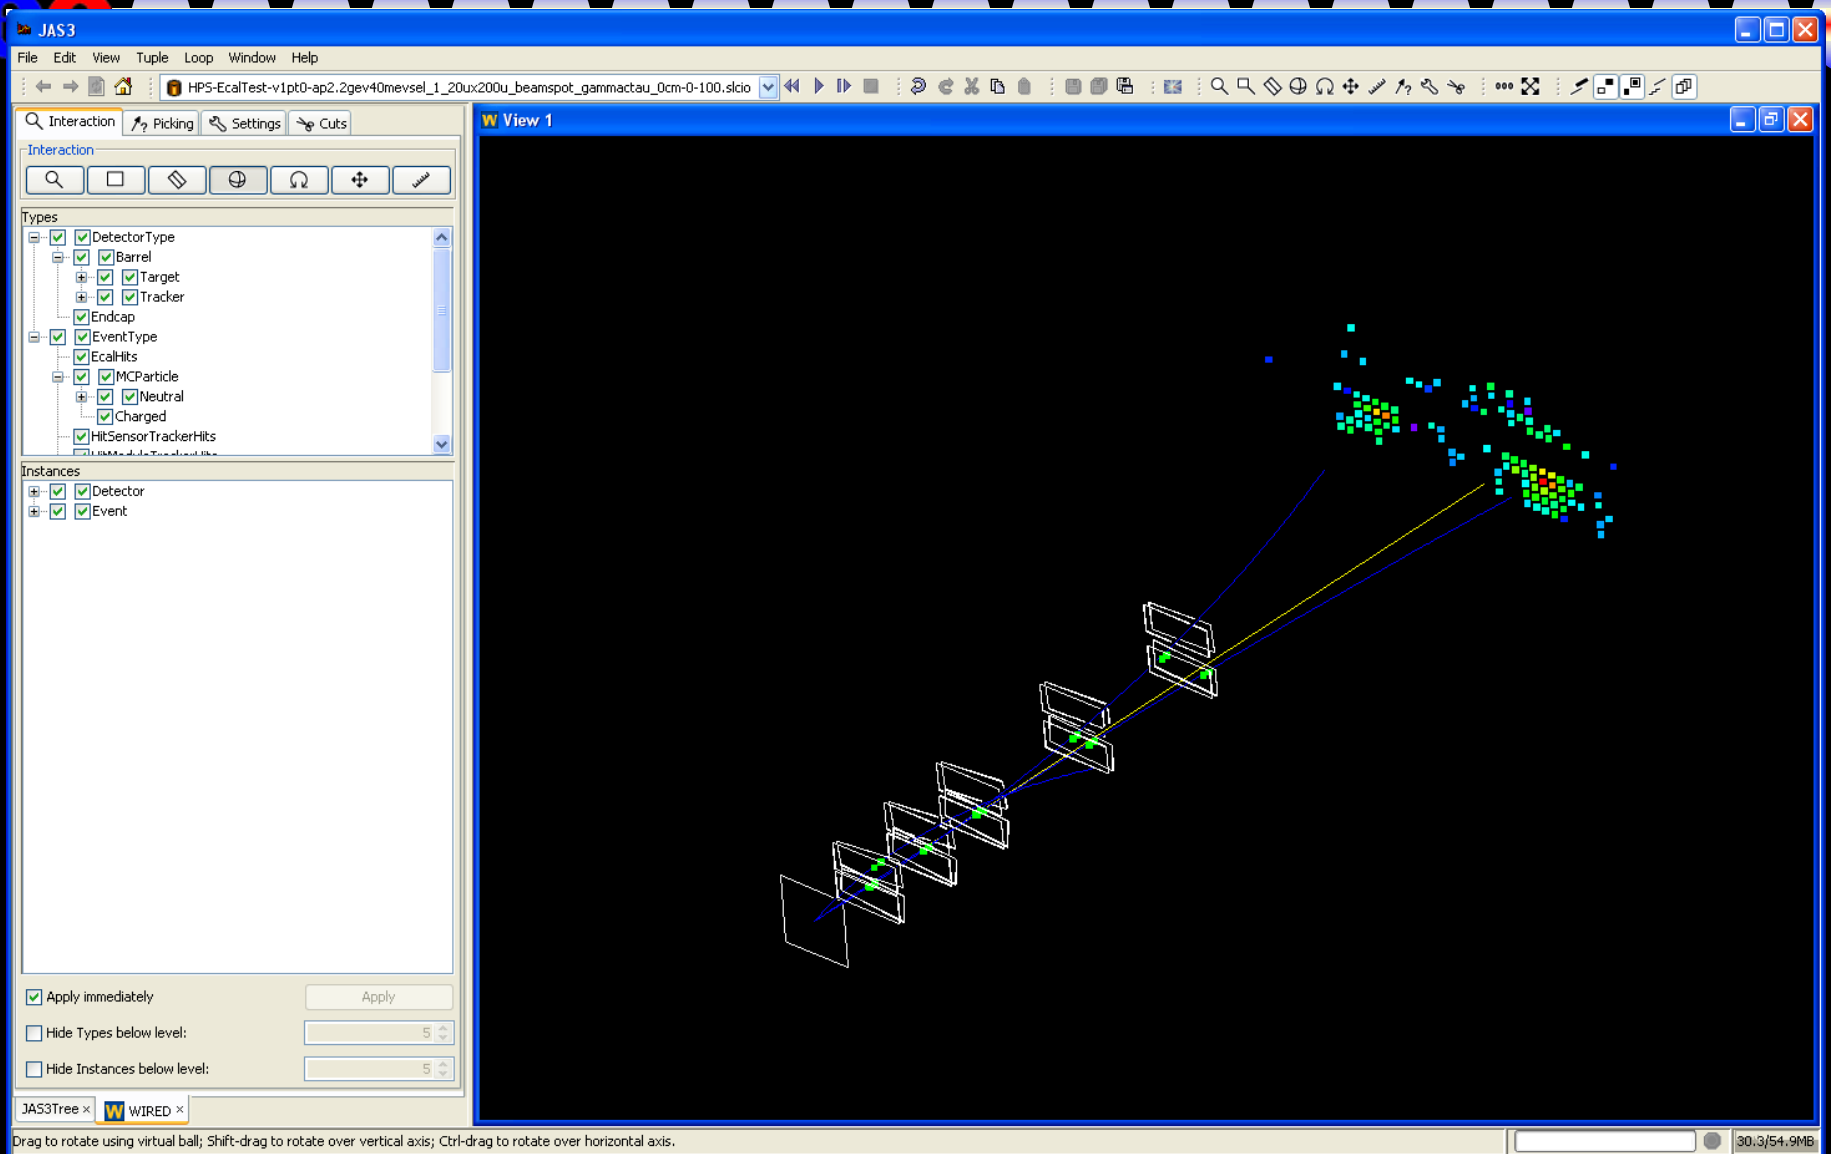 JAS3
File Edit View Tuple Loop Window Help
HPS-EcalTest-v1pt0-ap2.2gev40mevsel_1_20ux200u_beamspot_gammactau_0cm-0-100.slcio
Interaction Picking Settings Cuts
W View 1
Interaction
Types
DetectorType
Barrel
Target
Tracker
Endcap
EventType
EcalHits
MCParticle
Neutral
Charged
HitSensorTrackerHits
HitModuleTrackerHits
Instances
Detector
Event
Apply immediately Apply
Hide Types below level: 5
Hide Instances below level: 5
JAS3Tree × W WIRED ×
Drag to rotate using virtual ball; Shift-drag to rotate over vertical axis; Ctrl-drag to rotate over horizontal axis. 30.3/54.9MB